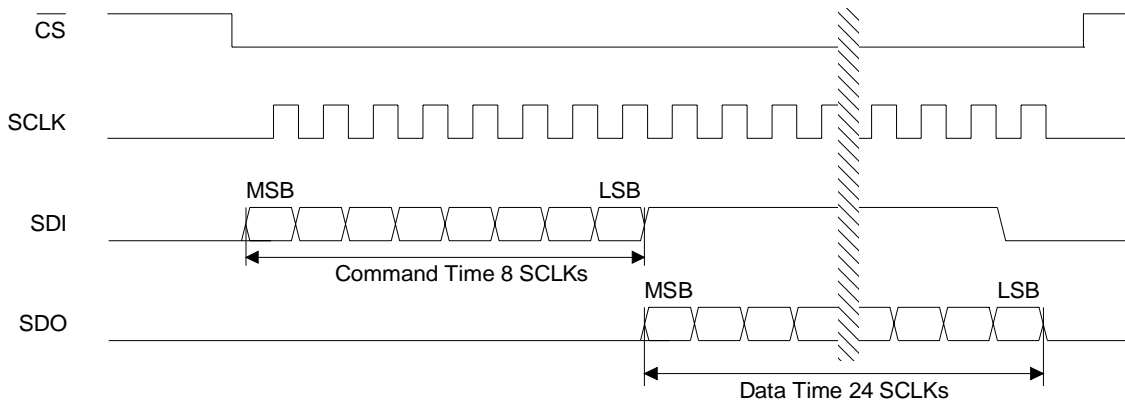 CS
SCLK
MSB LSB
SDI
Command Time 8 SCLKs
MSB LSB
SDO
Data Time 24 SCLKs